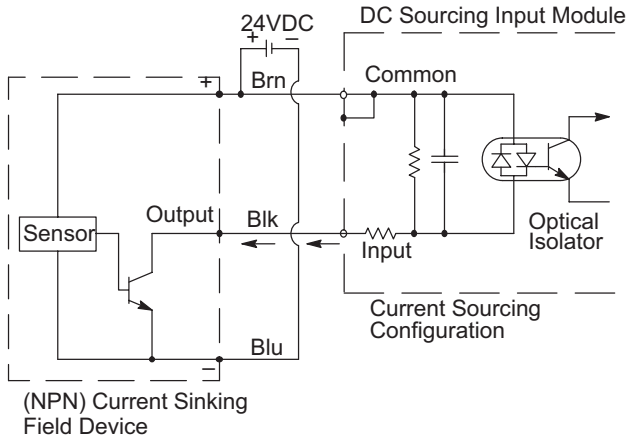 DC Sourcing Input Module
24VDC
+ −
+
Brn
Common
Output
Blk
Sensor
Input
Optical
Isolator
Current Sourcing
Configuration
Blu
−
(NPN) Current Sinking
Field Device